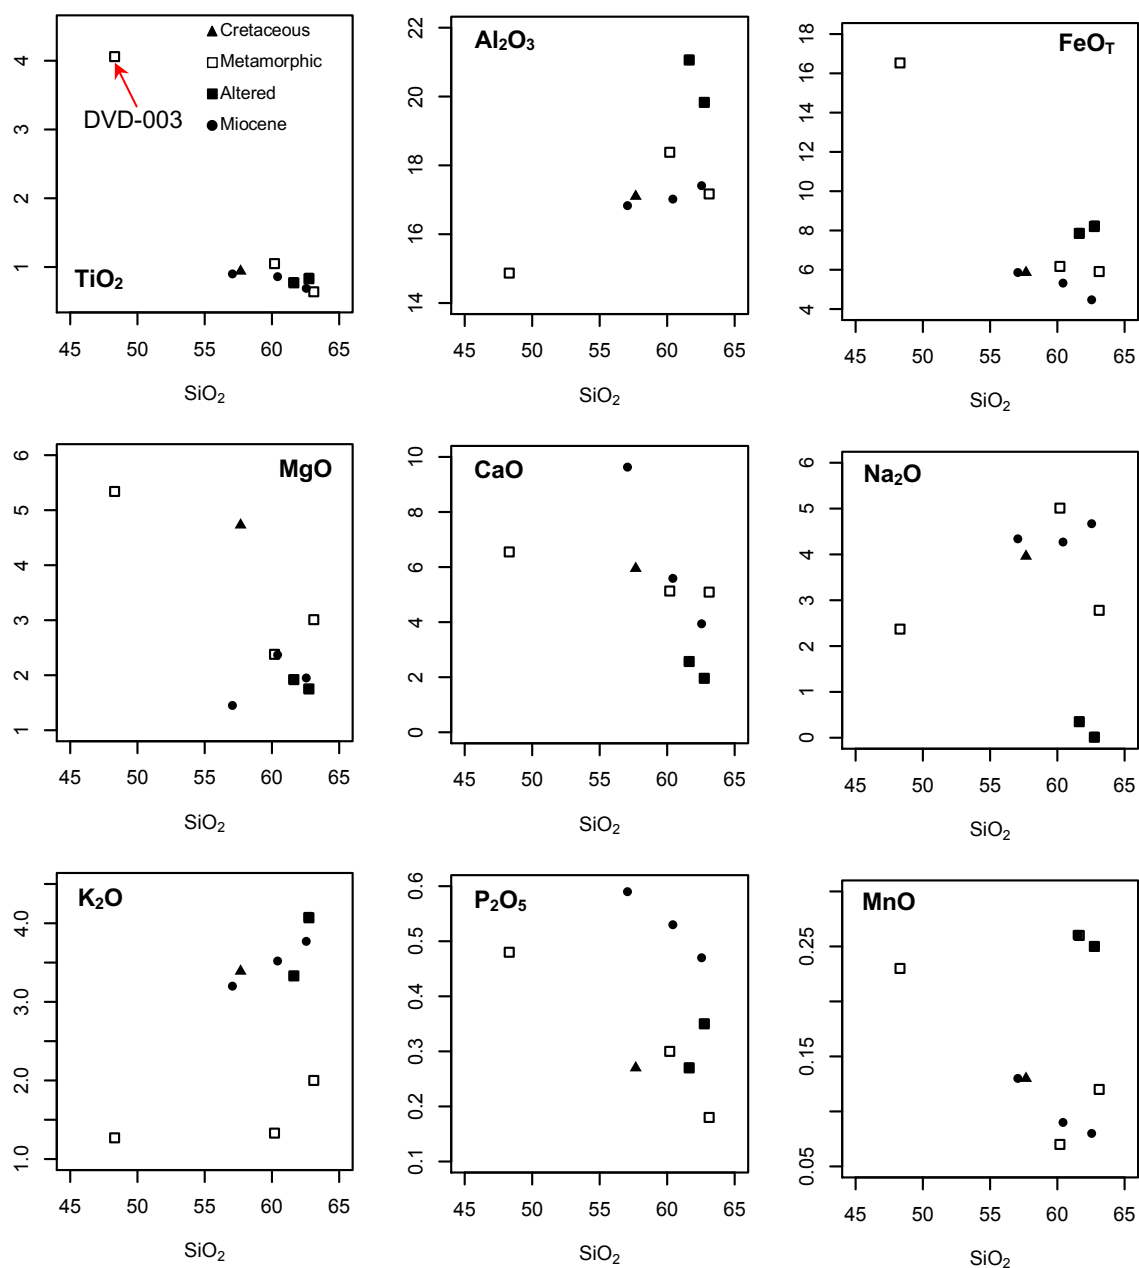 ▲Cretaceous
□Metamorphic
■Altered
●Miocene
DVD-003
TiO₂
4
3
2
1
45 50 55 60 65
SiO₂
Al₂O₃
22
20
18
16
14
45 50 55 60 65
SiO₂
FeOT
18
16
14
12
10
8
6
4
45 50 55 60 65
SiO₂
MgO
6
5
4
3
2
1
45 50 55 60 65
SiO₂
CaO
10
8
6
4
2
0
45 50 55 60 65
SiO₂
Na₂O
6
5
4
3
2
1
0
45 50 55 60 65
SiO₂
K₂O
4.0
3.0
2.0
1.0
45 50 55 60 65
SiO₂
P₂O₅
0.6
0.5
0.4
0.3
0.2
0.1
45 50 55 60 65
SiO₂
MnO
0.25
0.15
0.05
45 50 55 60 65
SiO₂